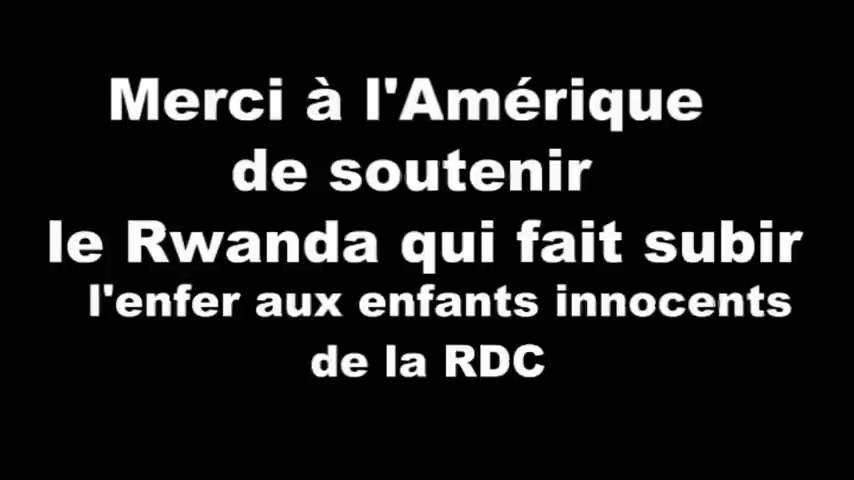 Merci à l'Amérique
de soutenir
le Rwanda qui fait subir
l'enfer aux enfants innocents
de la RDC